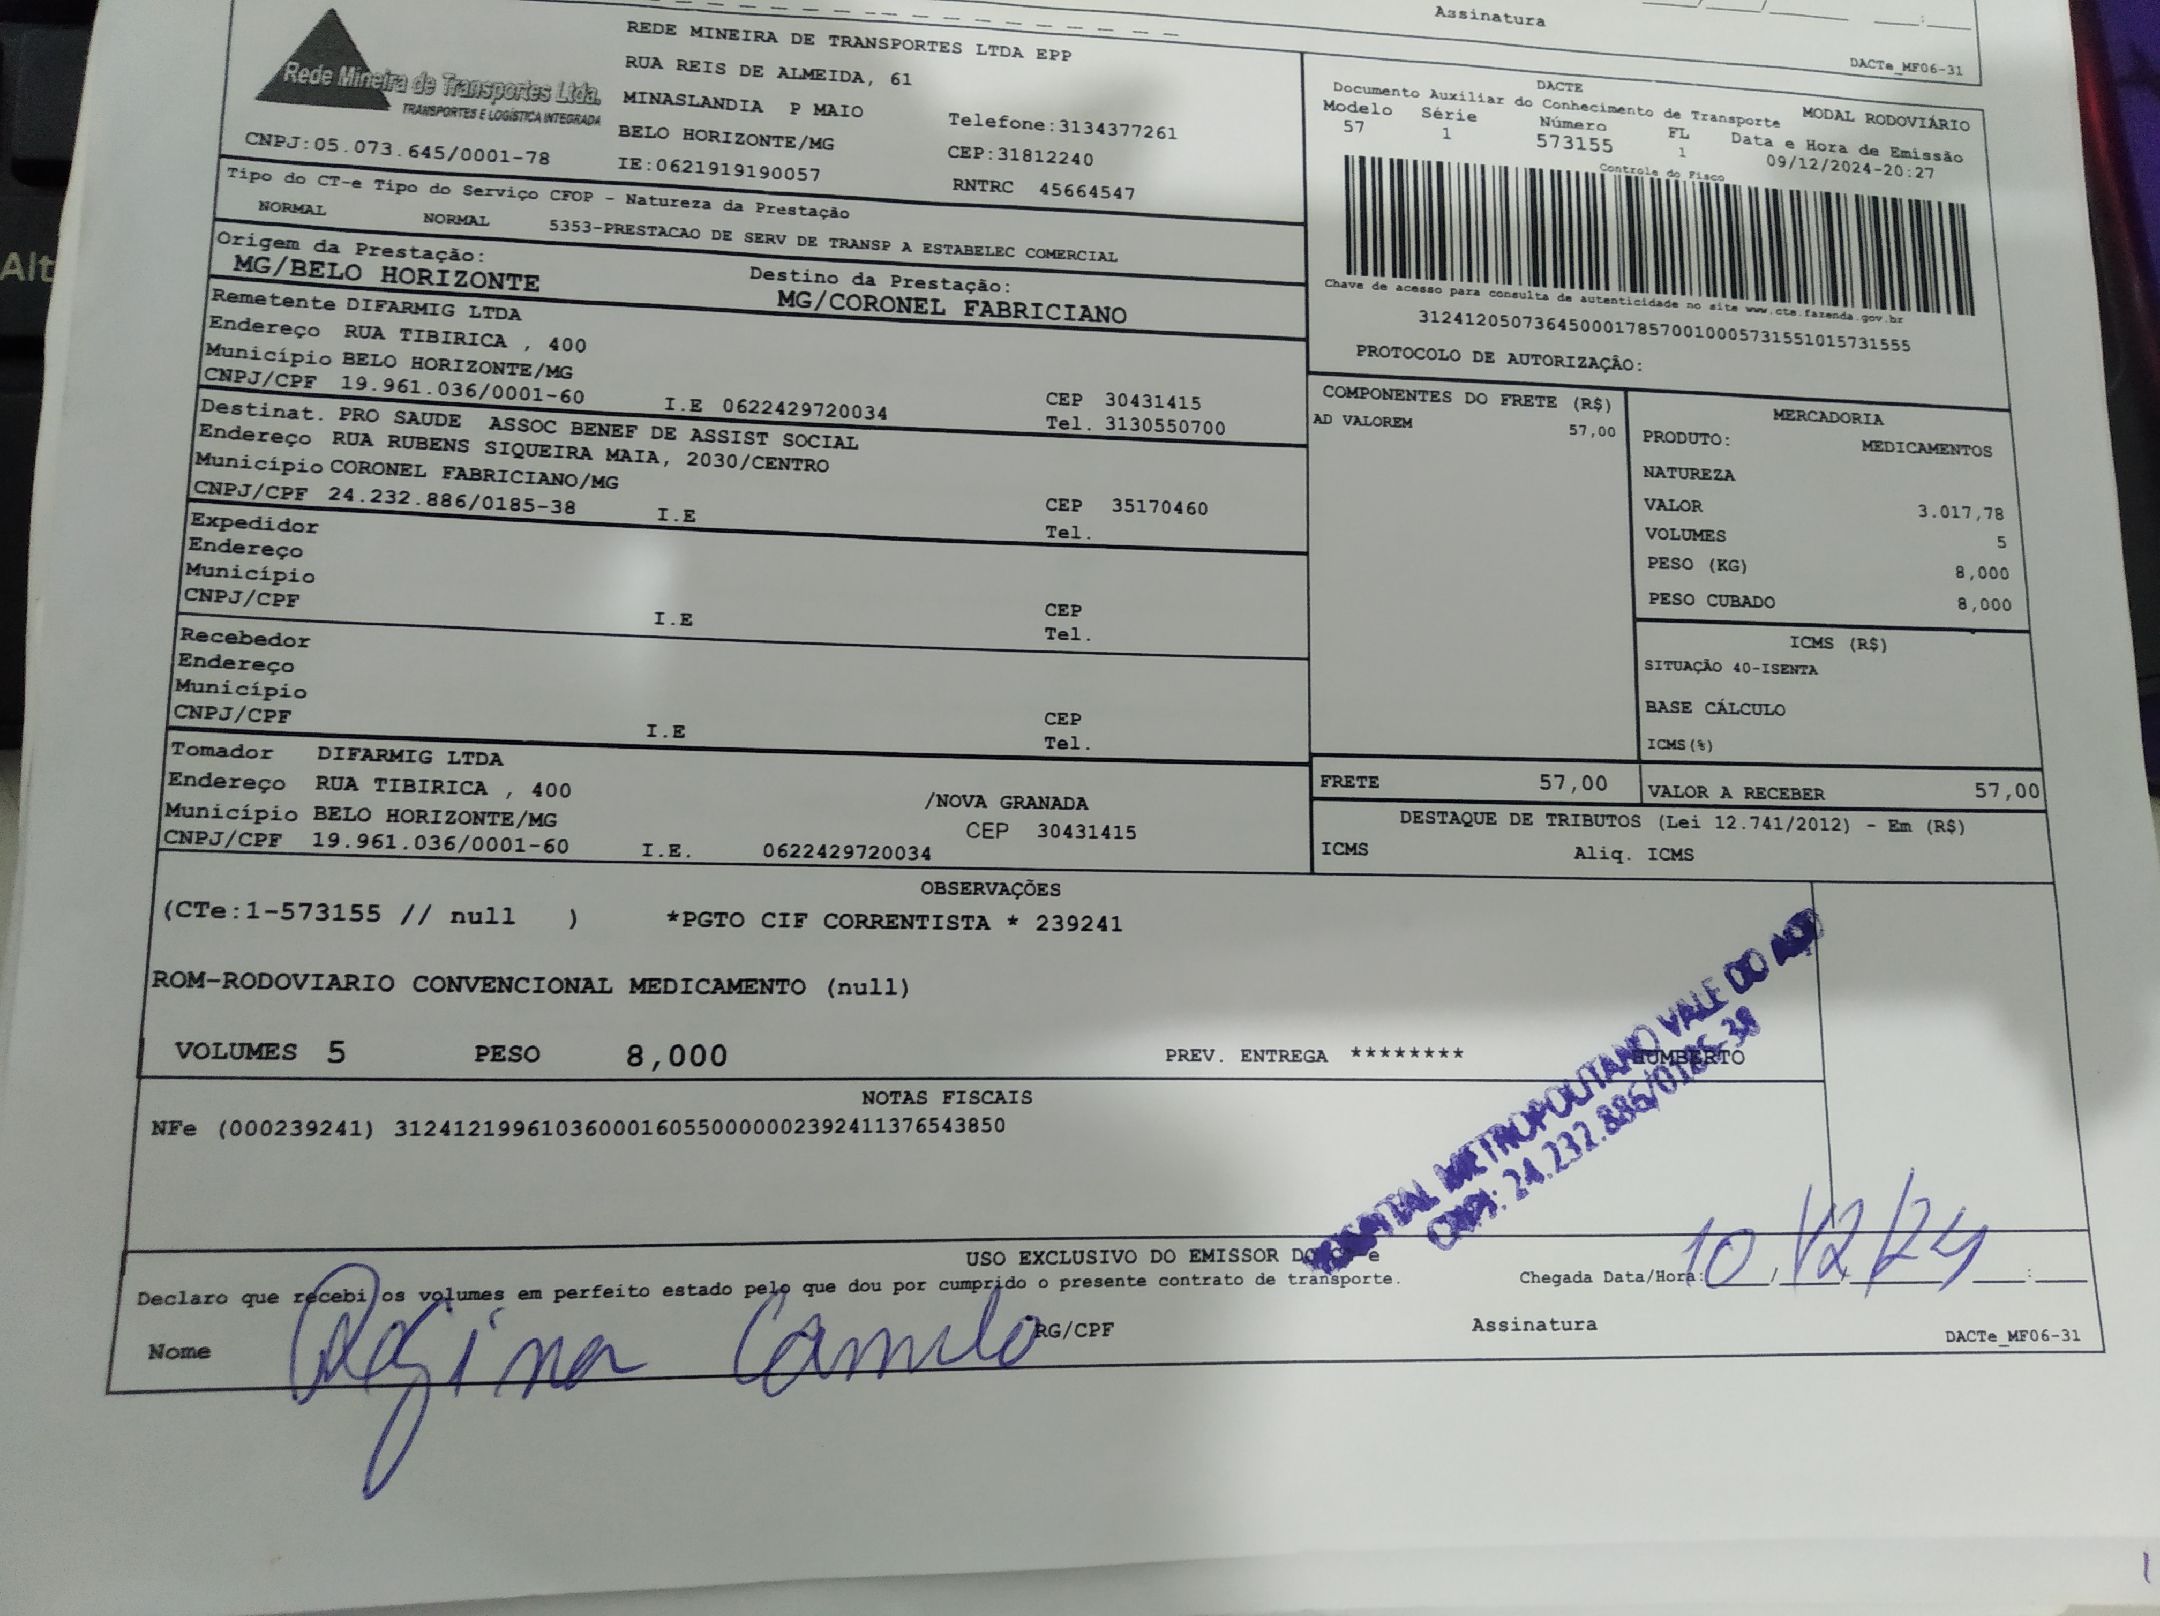 Assinatura
DACTe_MF06-31
Rede Mineira de Transportes Ltda.
TRANSPORTES E LOGÍSTICA INTEGRADA
CNPJ:05.073.645/0001-78
REDE MINEIRA DE TRANSPORTES LTDA EPP
RUA REIS DE ALMEIDA, 61
MINASLANDIA P MAIO
BELO HORIZONTE/MG
IE:0621919190057
Telefone:3134377261
CEP:31812240
RNTRC 45664547
DACTE
Documento Auxiliar do Conhecimento de Transporte
MODAL RODOVIÁRIO
Modelo Série Número FL Data e Hora de Emissão
57 1 573155 1 09/12/2024-20:27
Controle do Fisco
Chave de acesso para consulta de autenticidade no site www.cte.fazenda.gov.br
31241205073645000178570010005731551015731555
PROTOCOLO DE AUTORIZAÇÃO:
Tipo do CT-e Tipo do Serviço CFOP - Natureza da Prestação
NORMAL NORMAL 5353-PRESTACAO DE SERV DE TRANSP A ESTABELEC COMERCIAL
Origem da Prestação: Destino da Prestação:
MG/BELO HORIZONTE MG/CORONEL FABRICIANO
Remetente DIFARMIG LTDA
Endereço RUA TIBIRICA , 400
Município BELO HORIZONTE/MG CEP 30431415
CNPJ/CPF 19.961.036/0001-60 I.E 0622429720034 Tel. 3130550700
Destinat. PRO SAUDE ASSOC BENEF DE ASSIST SOCIAL
Endereço RUA RUBENS SIQUEIRA MAIA, 2030/CENTRO
Município CORONEL FABRICIANO/MG CEP 35170460
CNPJ/CPF 24.232.886/0185-38 I.E Tel.
Expedidor
Endereço
Município CEP
CNPJ/CPF I.E Tel.
Recebedor
Endereço
Município CEP
CNPJ/CPF I.E Tel.
Tomador DIFARMIG LTDA
Endereço RUA TIBIRICA , 400 /NOVA GRANADA
Município BELO HORIZONTE/MG CEP 30431415
CNPJ/CPF 19.961.036/0001-60 I.E. 0622429720034
COMPONENTES DO FRETE (R$)
AD VALOREM 57,00
MERCADORIA
PRODUTO: MEDICAMENTOS
NATUREZA
VALOR 3.017,78
VOLUMES 5
PESO (KG) 8,000
PESO CUBADO 8,000
ICMS (R$)
SITUAÇÃO 40-ISENTA
BASE CÁLCULO
ICMS(%)
FRETE 57,00 VALOR A RECEBER 57,00
DESTAQUE DE TRIBUTOS (Lei 12.741/2012) - Em (R$)
ICMS Aliq. ICMS
OBSERVAÇÕES
(CTe:1-573155 // null ) *PGTO CIF CORRENTISTA * 239241
ROM-RODOVIARIO CONVENCIONAL MEDICAMENTO (null)
VOLUMES 5 PESO 8,000 PREV. ENTREGA ******** HUMBERTO
HOSPITAL METROPOLITANO VALE DO AÇO
CNPJ: 24.232.886/0185-38
NOTAS FISCAIS
NFe (000239241) 31241219961036000160550000002392411376543850
USO EXCLUSIVO DO EMISSOR DO
Declaro que recebi os volumes em perfeito estado pelo que dou por cumprido o presente contrato de transporte.
Chegada Data/Hora: 10/12/24
Nome Regina Camilo RG/CPF Assinatura
DACTe_MF06-31